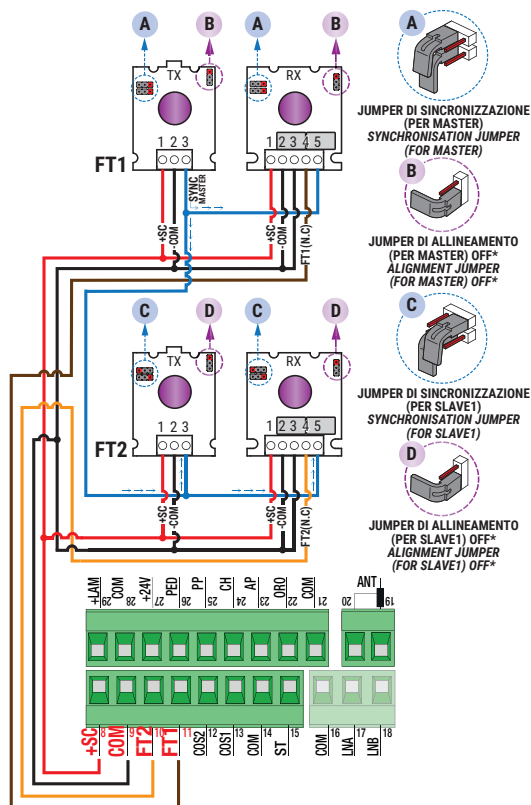 A
B
A
B
TX
RX
1 2 3
1 2 3 4 5
FT1
SYNC
MASTER
+SC
-COM
+SC
-COM
FT1(N.C)
C
D
C
D
TX
RX
1 2 3
1 2 3 4 5
FT2
+SC
-COM
+SC
-COM
FT2(N.C)
A
JUMPER DI SINCRONIZZAZIONE
(PER MASTER)
SYNCHRONISATION JUMPER
(FOR MASTER)
B
JUMPER DI ALLINEAMENTO
(PER MASTER) OFF*
ALIGNMENT JUMPER
(FOR MASTER) OFF*
C
JUMPER DI SINCRONIZZAZIONE
(PER SLAVE1)
SYNCHRONISATION JUMPER
(FOR SLAVE1)
D
JUMPER DI ALLINEAMENTO
(PER SLAVE1) OFF*
ALIGNMENT JUMPER
(FOR SLAVE1) OFF*
+LAM 29
COM 28
+24V 27
PED 26
PP 25
CH 24
AP 23
ORO 22
COM 21
20 ANT 19
+SC 8
COM 9
FT2 10
FT1 11
COS2 12
COS1 13
COM 14
ST 15
COM 16
LNA 17
LNB 18